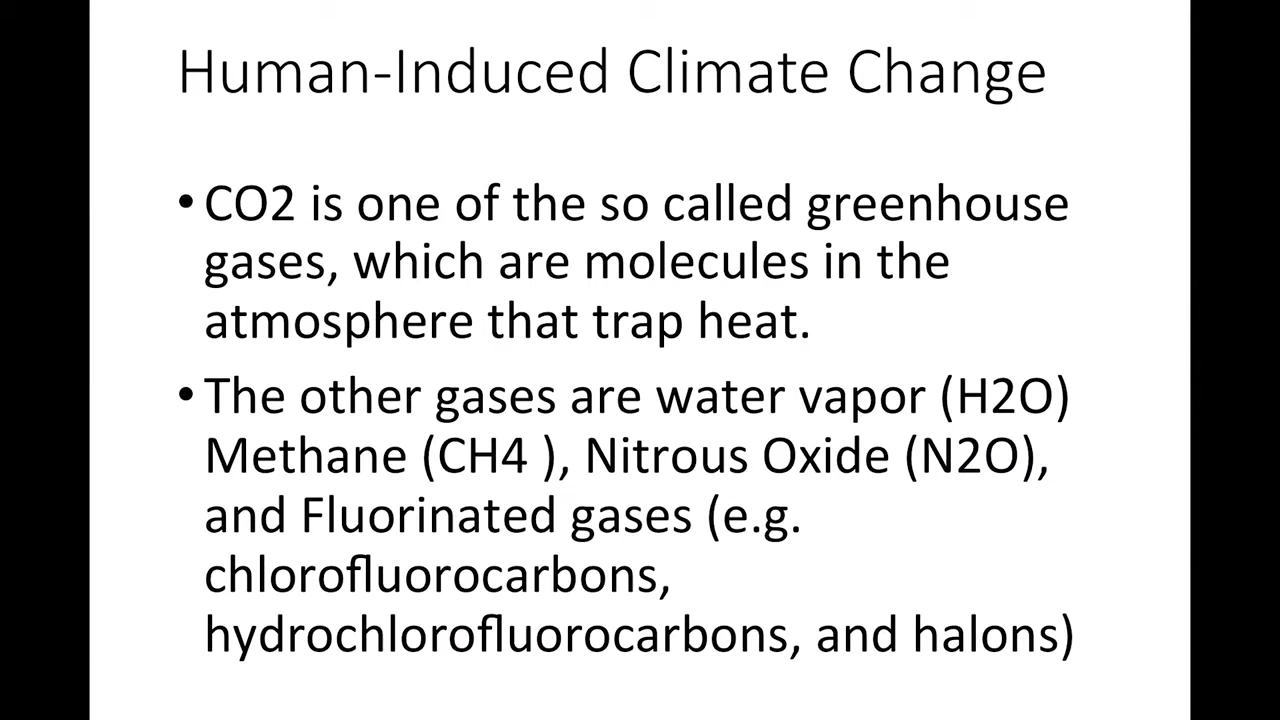 Human-Induced Climate Change
• CO2 is one of the so called greenhouse
gases, which are molecules in the
atmosphere that trap heat.
• The other gases are water vapor (H2O)
Methane (CH4 ), Nitrous Oxide (N2O),
and Fluorinated gases (e.g.
chlorofluorocarbons,
hydrochlorofluorocarbons, and halons)